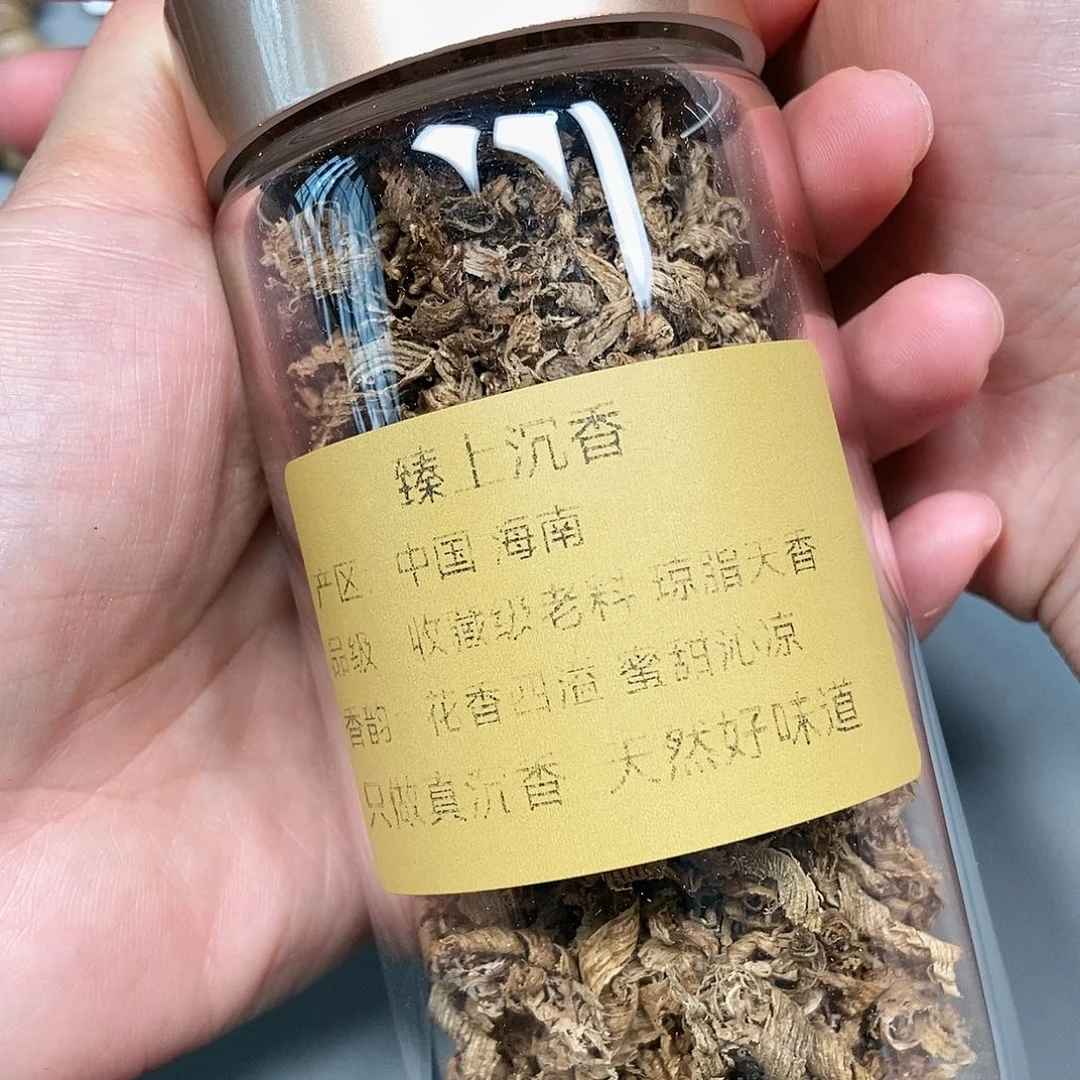 臻上沉香
产区 中国 海南
品级 收藏级老料 琼脂天香
香韵 花香四溢 蜜甜沁凉
只做真沉香 天然好味道